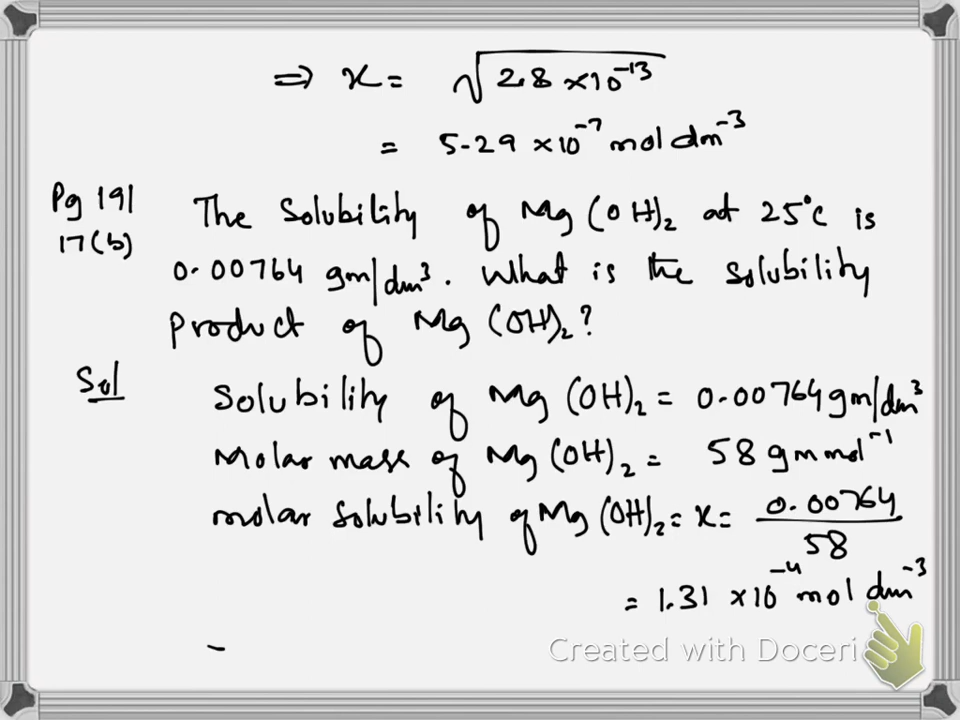 ⇒ x = √2.8 ×10⁻¹³
= 5.29 ×10⁻⁷ mol dm⁻³
Pg 191
17(b)
The Solubility of Mg(OH)₂ at 25°c is
0.00764 gm/dm³. What is the solubility
Product of Mg(OH)₂?
Sol
Solubility of Mg(OH)₂ = 0.00764 gm/dm³
Molar mass of Mg(OH)₂ = 58 gm mol⁻¹
molar solubility of Mg(OH)₂ = x = 0.00764
58
= 1.31 ×10⁻⁴ mol dm⁻³
Created with Doceri